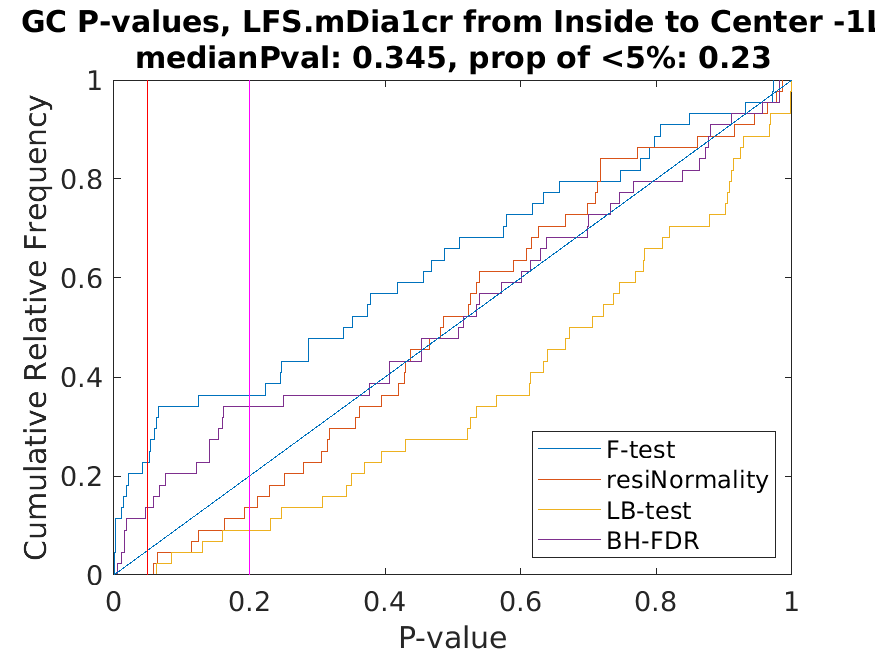 GC P-values, LFS.mDia1cr from Inside to Center -1L
medianPval: 0.345, prop of <5%: 0.23
1
0.8
0.6
0.4
0.2
0
Cumulative Relative Frequency
F-test
resiNormality
LB-test
BH-FDR
0 0.2 0.4 0.6 0.8 1
P-value